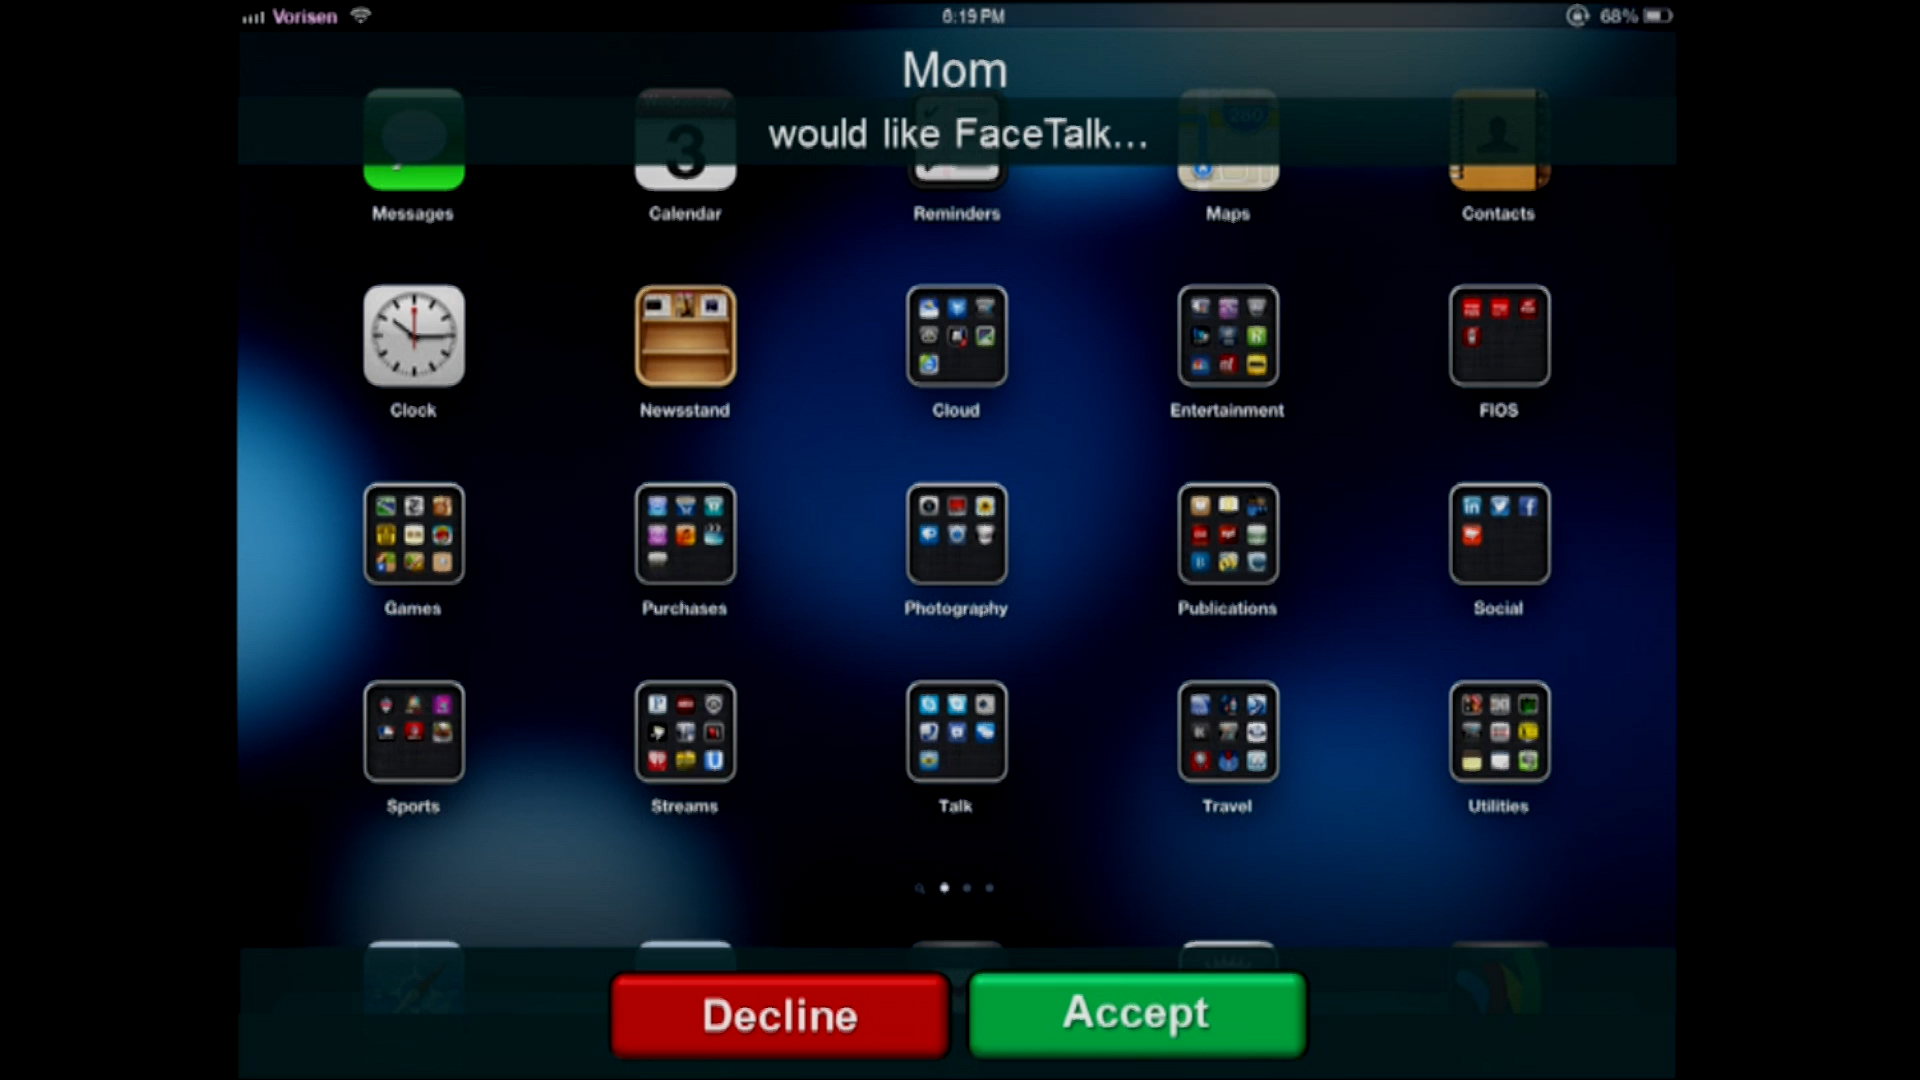 Vorisen 6:19 PM 68%
Mom
would like FaceTalk...
Messages Calendar Reminders Maps Contacts
Clock Newsstand Cloud Entertainment FIOS
Games Purchases Photography Publications Social
Sports Streams Talk Travel Utilities
Decline Accept